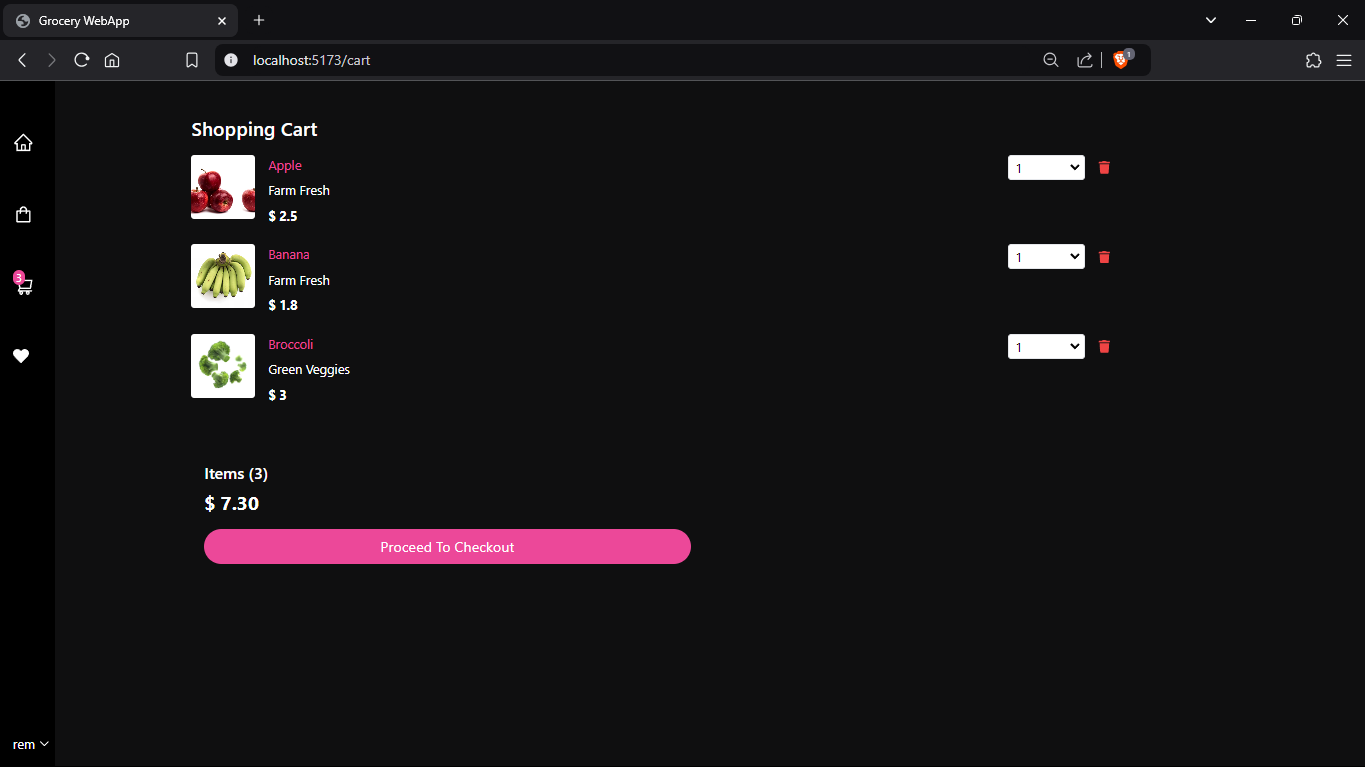 Grocery WebApp
localhost:5173/cart
1
Shopping Cart
Apple
Farm Fresh
$ 2.5
1
Banana
Farm Fresh
$ 1.8
1
Broccoli
Green Veggies
$ 3
1
3
Items (3)
$ 7.30
Proceed To Checkout
rem